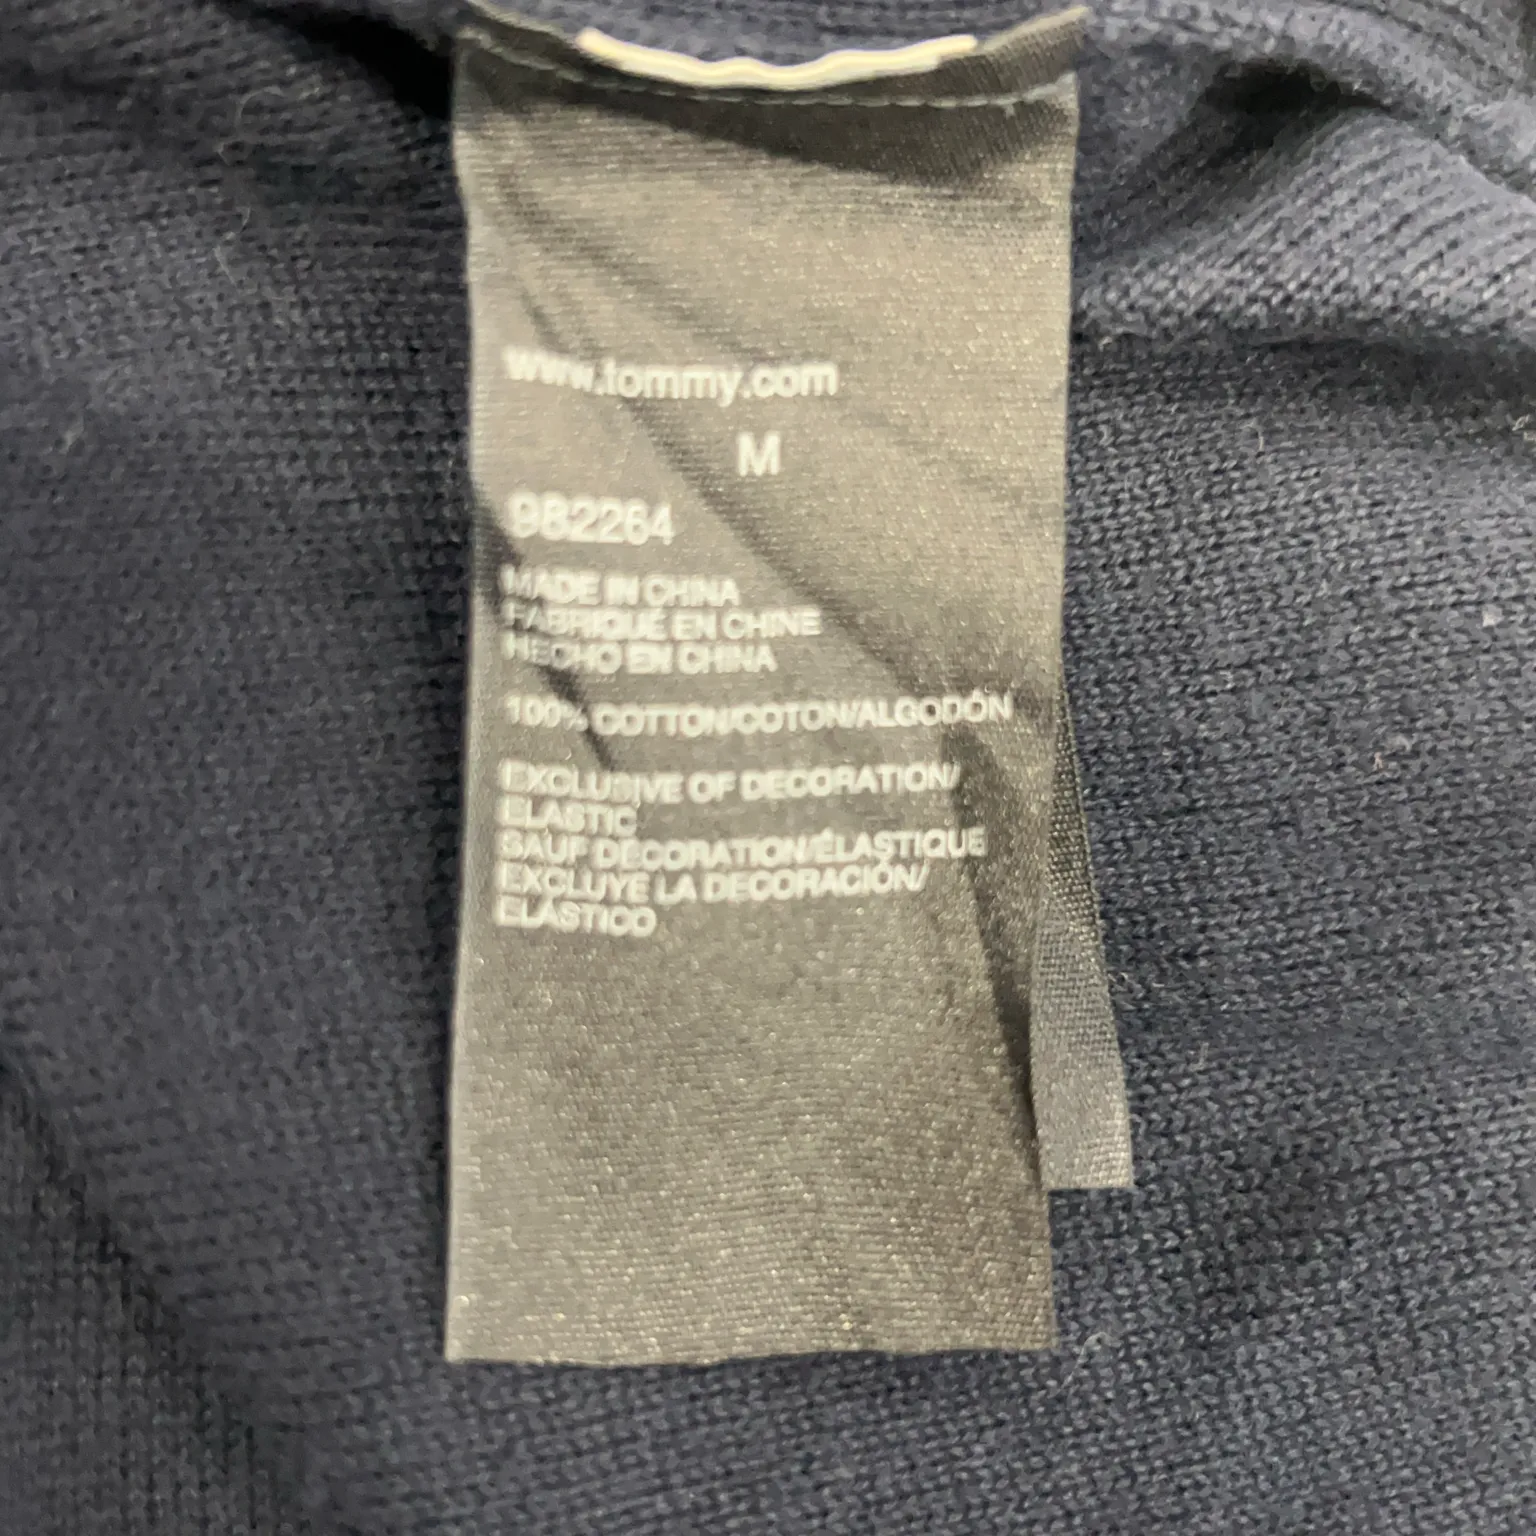 www.tommy.com
M
982264
MADE IN CHINA
FABRIQUÉ EN CHINE
HECHO EN CHINA
100% COTTON/COTON/ALGODÓN
EXCLUSIVE OF DECORATION/
ELASTIC
SAUF DECORATION/ÉLASTIQUE
EXCLUYE LA DECORACIÓN/
ELÁSTICO